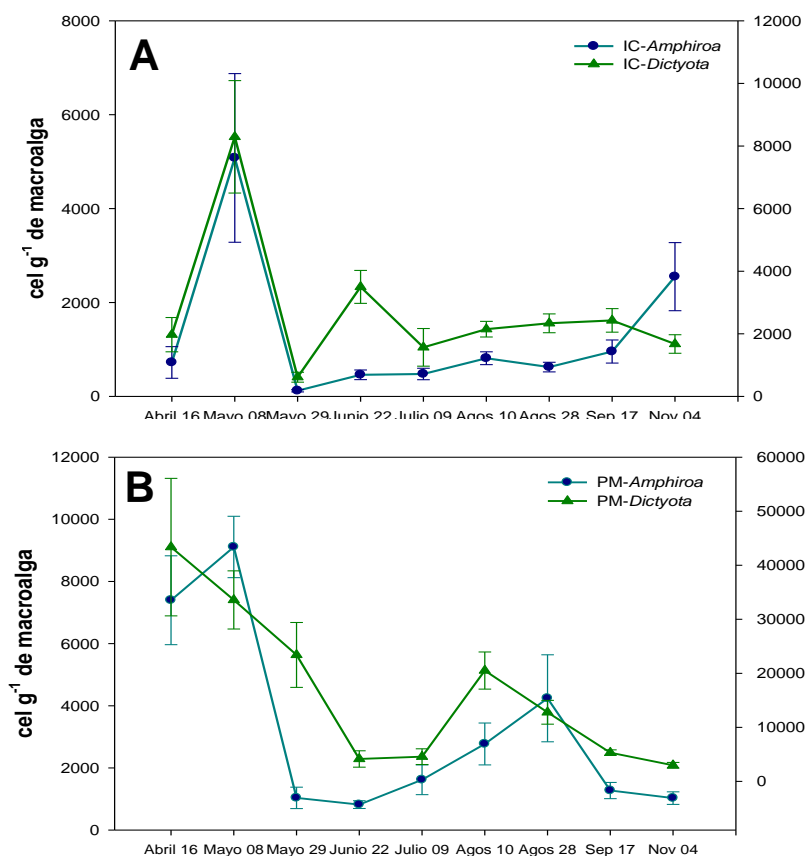 A
IC-Amphiroa
IC-Dictyota
cel g⁻¹ de macroalga
8000
6000
4000
2000
0
12000
10000
8000
6000
4000
2000
0
Abril 16 Mayo 08 Mayo 29 Junio 22 Julio 09 Agos 10 Agos 28 Sep 17 Nov 04
B
PM-Amphiroa
PM-Dictyota
cel g⁻¹ de macroalga
12000
10000
8000
6000
4000
2000
0
60000
50000
40000
30000
20000
10000
0
Abril 16 Mayo 08 Mayo 29 Junio 22 Julio 09 Agos 10 Agos 28 Sep 17 Nov 04